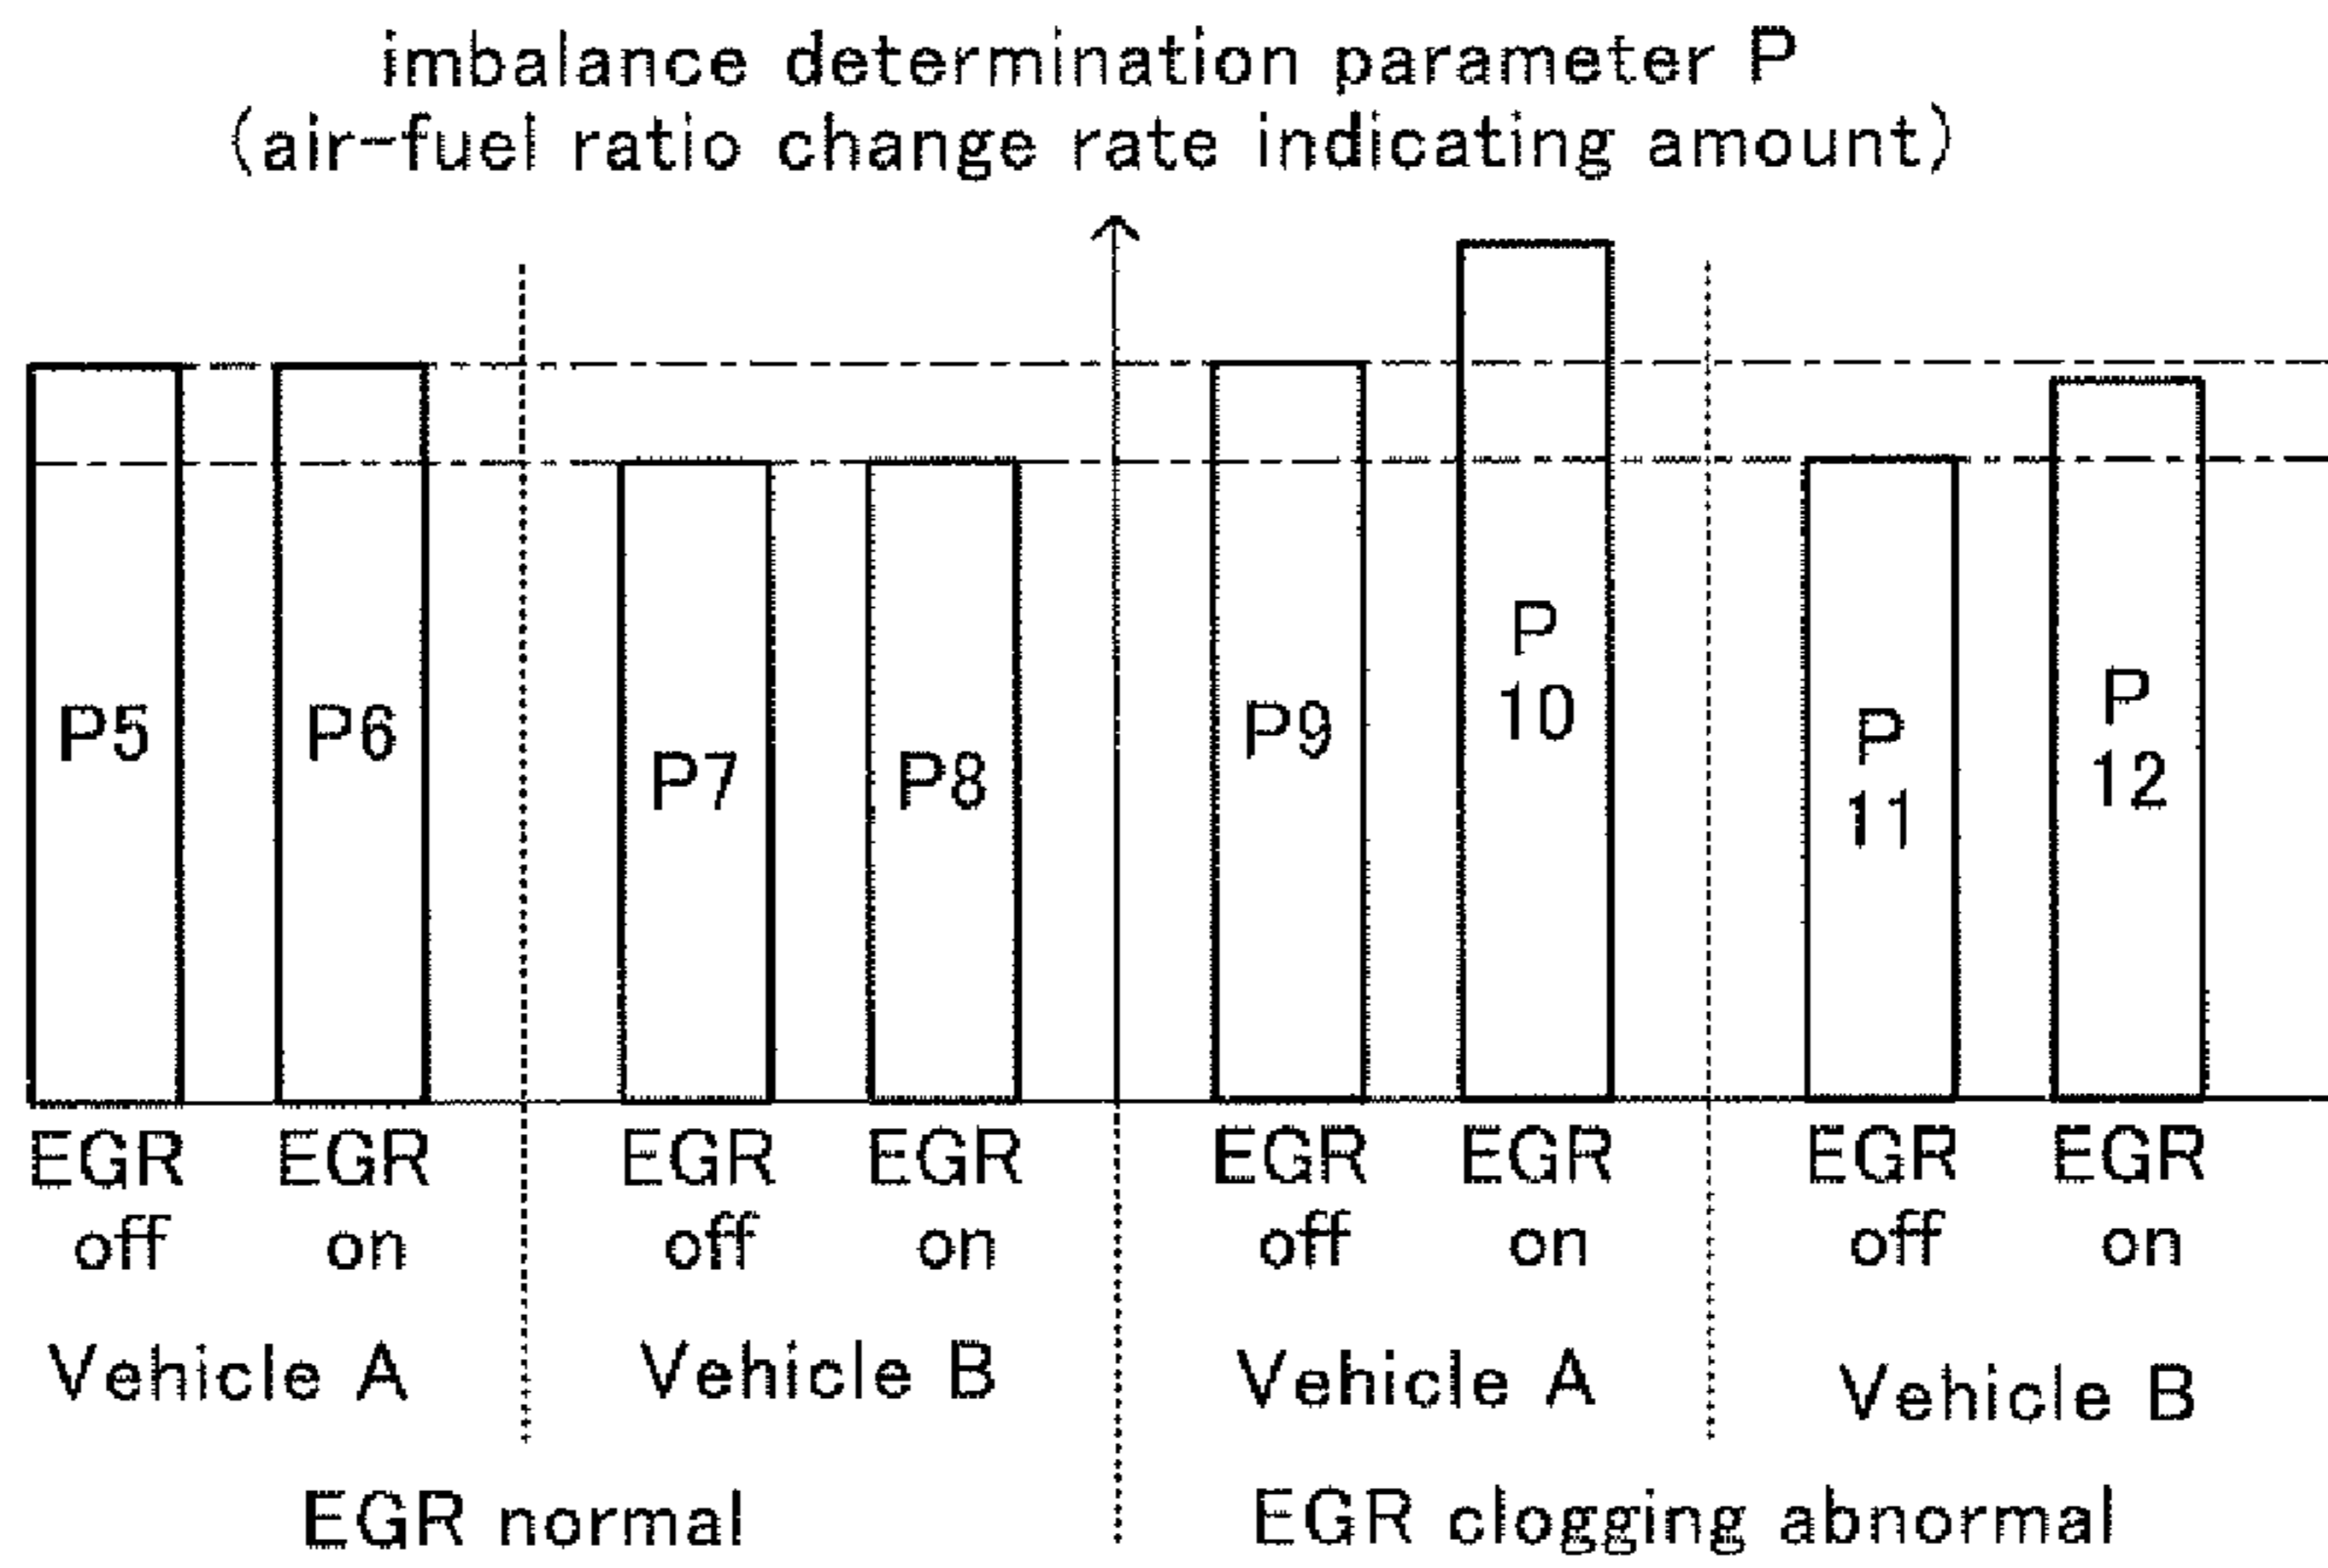 imbalance determination parameter P
(air-fuel ratio change rate indicating amount)
P5
P6
P7
P8
P9
P
10
P
11
P
12
EGR
off
EGR
on
EGR
off
EGR
on
EGR
off
EGR
on
EGR
off
EGR
on
Vehicle A
Vehicle B
Vehicle A
Vehicle B
EGR normal
EGR clogging abnormal